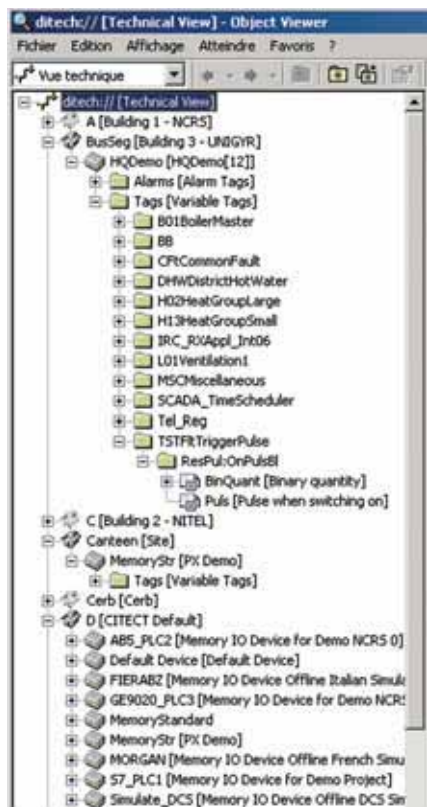 ditech:// [Technical View] - Object Viewer
Fichier Edition Affichage Atteindre Favoris ?
Vue technique
ditech:// [Technical View]
A [Building 1 - NCRS]
BusSeg [Building 3 - UNIGYR]
HQDemo [HQDemo[12]]
Alarms [Alarm Tags]
Tags [Variable Tags]
B01BoilerMaster
BB
CFtCommonFault
DHWDistrictHotWater
H02HeatGroupLarge
H13HeatGroupSmall
IRC_RXAppl_Int06
L01Ventilation1
MSCMiscellaneous
SCADA_TimeScheduler
Tel_Reg
TSTFltTriggerPulse
ResPul:OnPulsBl
BinQuant [Binary quantity]
Puls [Pulse when switching on]
C [Building 2 - NITEL]
Canteen [Site]
MemoryStr [PX Demo]
Tags [Variable Tags]
Cerb [Cerb]
D [CITECT Default]
AB5_PLC2 [Memory IO Device for Demo NCRS 0]
Default Device [Default Device]
FIERABZ [Memory IO Device Offline Italian Simula
GE9020_PLC3 [Memory IO Device for Demo NCRS
MemoryStandard
MemoryStr [PX Demo]
MORGAN [Memory IO Device Offline French Simu
S7_PLC1 [Memory IO Device for Demo Project]
Simulate_DCS [Memory IO Device Offline DCS Sim